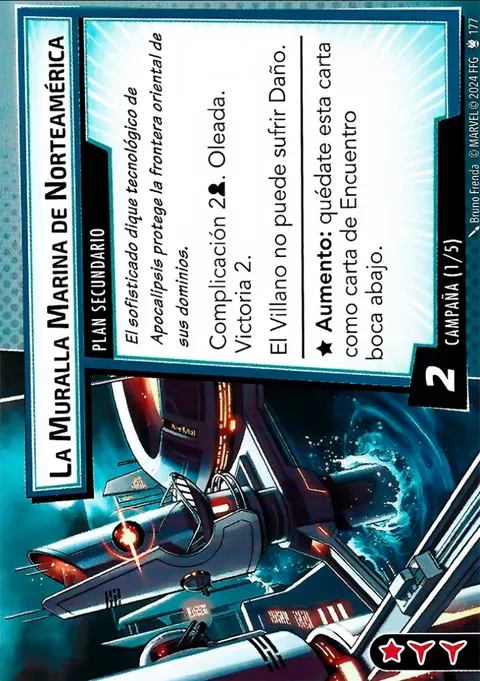 LA MURALLA MARINA DE NORTEAMÉRICA
PLAN SECUNDARIO
El sofisticado dique tecnológico de
Apocalipsis protege la frontera oriental de
sus dominios.
Complicación 2. Oleada.
Victoria 2.
El Villano no puede sufrir Daño.
Aumento: quédate esta carta
como carta de Encuentro
boca abajo.
2
CAMPAÑA (1/5)
Bruno Frenda © MARVEL © 2024 FFG 177